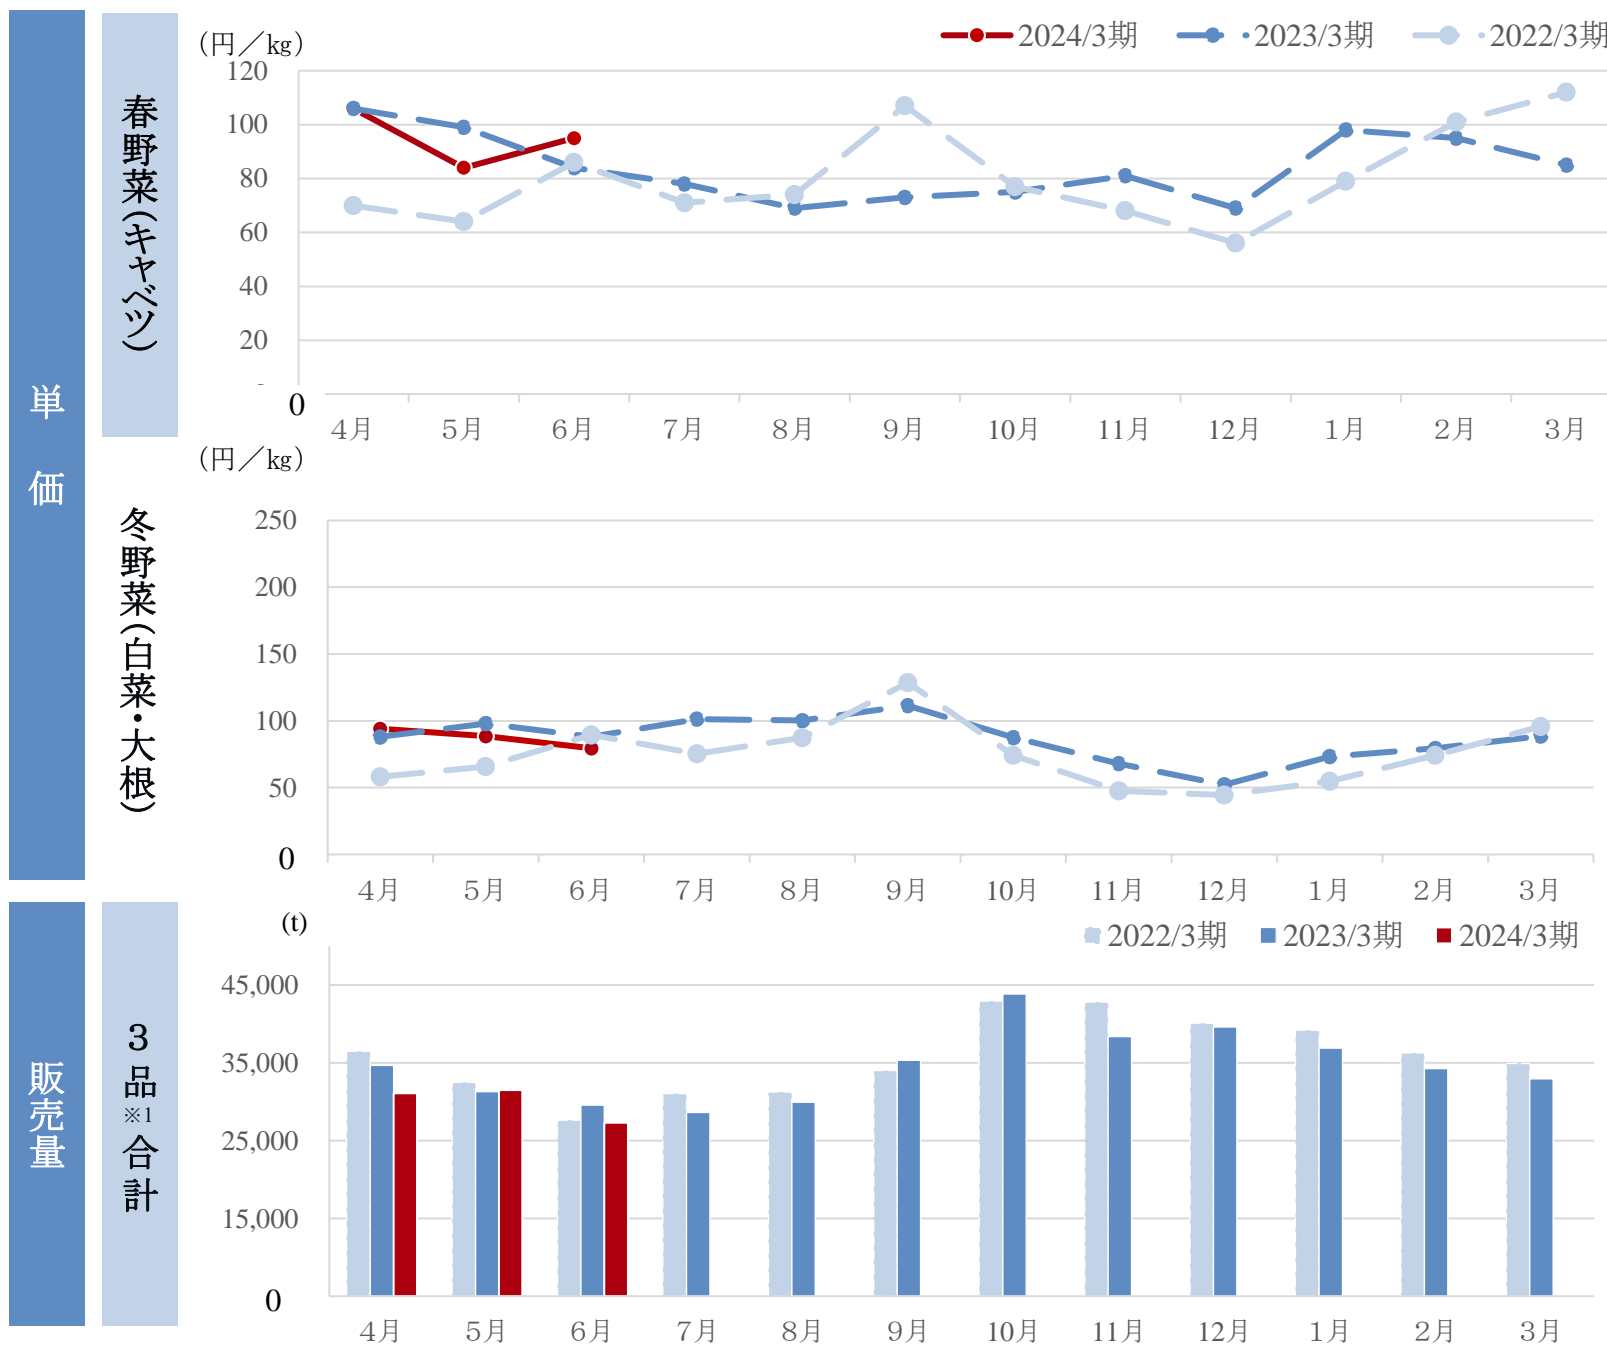 単価
春野菜(キャベツ)
(円／kg)
2024/3期 2023/3期 2022/3期
120
100
80
60
40
20
0
4月 5月 6月 7月 8月 9月 10月 11月 12月 1月 2月 3月
冬野菜(白菜・大根)
(円／kg)
250
200
150
100
50
0
4月 5月 6月 7月 8月 9月 10月 11月 12月 1月 2月 3月
販売量
3品※1合計
(t)
2022/3期 2023/3期 2024/3期
45,000
35,000
25,000
15,000
0
4月 5月 6月 7月 8月 9月 10月 11月 12月 1月 2月 3月